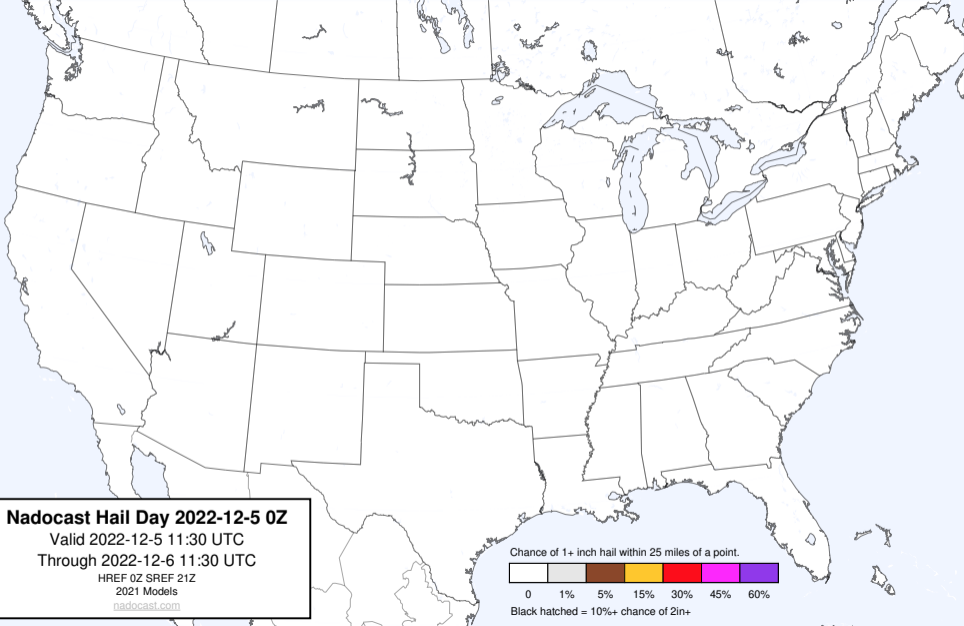 Nadocast Hail Day 2022-12-5 0Z
Valid 2022-12-5 11:30 UTC
Through 2022-12-6 11:30 UTC
HREF 0Z SREF 21Z
2021 Models
nadocast.com
Chance of 1+ inch hail within 25 miles of a point.
0 1% 5% 15% 30% 45% 60%
Black hatched = 10%+ chance of 2in+